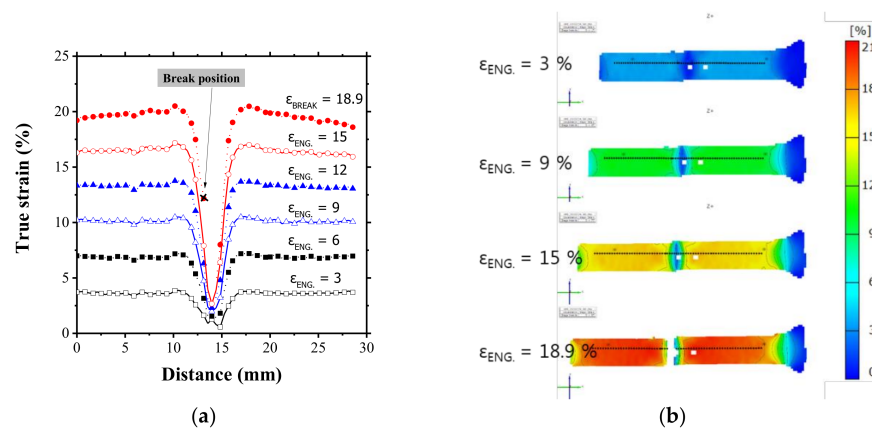 25
20
15
10
5
0
True strain (%)
Break position
εBREAK = 18.9
εENG. = 15
εENG. = 12
εENG. = 9
εENG. = 6
εENG. = 3
0 5 10 15 20 25 30
Distance (mm)
(a)
εENG. = 3 %
εENG. = 9 %
εENG. = 15 %
εENG. = 18.9 %
[%]
21
18
15
12
9
6
3
0
(b)